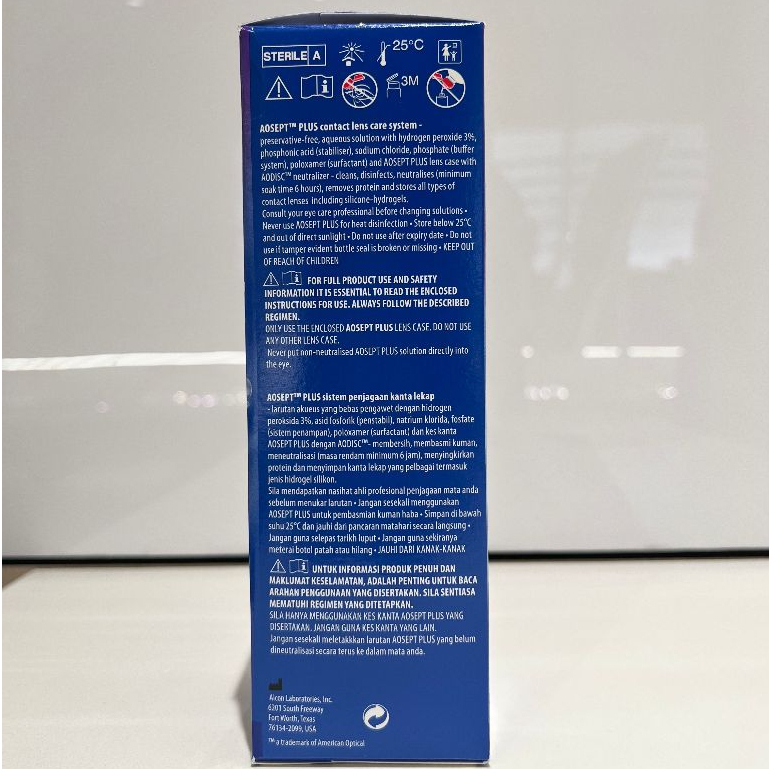 STERILE A 25°C
3M
AOSEPT™ PLUS contact lens care system -
preservative-free, aqueous solution with hydrogen peroxide 3%,
phosphonic acid (stabiliser), sodium chloride, phosphate (buffer
system), poloxamer (surfactant) and AOSEPT PLUS lens case with
AODISC™ neutralizer - cleans, disinfects, neutralises (minimum
soak time 6 hours), removes protein and stores all types of
contact lenses including silicone-hydrogels.
Consult your eye care professional before changing solutions •
Never use AOSEPT PLUS for heat disinfection • Store below 25°C
and out of direct sunlight • Do not use after expiry date • Do not
use if tamper evident bottle seal is broken or missing • KEEP OUT
OF REACH OF CHILDREN
FOR FULL PRODUCT USE AND SAFETY
INFORMATION IT IS ESSENTIAL TO READ THE ENCLOSED
INSTRUCTIONS FOR USE. ALWAYS FOLLOW THE DESCRIBED
REGIMEN.
ONLY USE THE ENCLOSED AOSEPT PLUS LENS CASE. DO NOT USE
ANY OTHER LENS CASE.
Never put non-neutralised AOSEPT PLUS solution directly into
the eye.
AOSEPT™ PLUS sistem penjagaan kanta lekap
- larutan akueus yang bebas pengawet dengan hidrogen
peroksida 3%, asid fosforik (penstabil), natrium klorida, fosfate
(sistem penampan), poloxamer (surfactant) dan kes kanta
AOSEPT PLUS dengan AODISC™- membersih, membasmi kuman,
meneutralisasi (masa rendam minimum 6 jam), menyingkirkan
protein dan menyimpan kanta lekap yang pelbagai termasuk
jenis hidrogel silikon.
Sila mendapatkan nasihat ahli profesional penjagaan mata anda
sebelum menukar larutan • Jangan sesekali menggunakan
AOSEPT PLUS untuk pembasmian kuman haba • Simpan di bawah
suhu 25°C dan jauhi dari pancaran matahari secara langsung •
Jangan guna selepas tarikh luput • Jangan guna sekiranya
meterai botol patah atau hilang • JAUHI DARI KANAK-KANAK
UNTUK INFORMASI PRODUK PENUH DAN
MAKLUMAT KESELAMATAN, ADALAH PENTING UNTUK BACA
ARAHAN PENGGUNAAN YANG DISERTAKAN. SILA SENTIASA
MEMATUHI REGIMEN YANG DITETAPKAN.
SILA HANYA MENGGUNAKAN KES KANTA AOSEPT PLUS YANG
DISERTAKAN. JANGAN GUNA KES KANTA YANG LAIN.
Jangan sesekali meletakkkan larutan AOSEPT PLUS yang belum
dineutralisasi secara terus ke dalam mata anda.
Alcon Laboratories, Inc.
6201 South Freeway
Fort Worth, Texas
76134-2099, USA
™ a trademark of American Optical